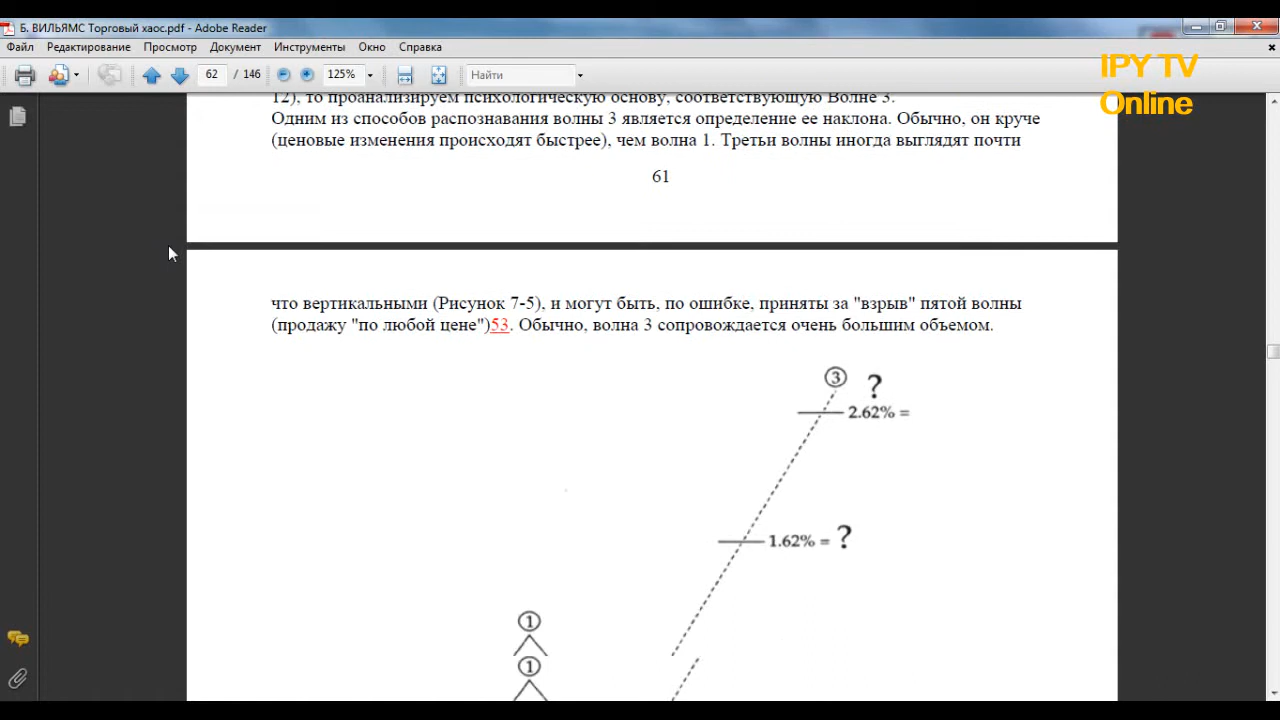 Б. ВИЛЬЯМС Торговый хаос.pdf - Adobe Reader
Файл Редактирование Просмотр Документ Инструменты Окно Справка
62 / 146 125% Найти
IPY TV
Online
12), то проанализируем психологическую основу, соответствующую Волне 3.
Одним из способов распознавания волны 3 является определение ее наклона. Обычно, он круче
(ценовые изменения происходят быстрее), чем волна 1. Третьи волны иногда выглядят почти
61
что вертикальными (Рисунок 7-5), и могут быть, по ошибке, приняты за "взрыв" пятой волны
(продажу "по любой цене")53. Обычно, волна 3 сопровождается очень большим объемом.
3 ?
2.62% =
1.62% = ?
1
1